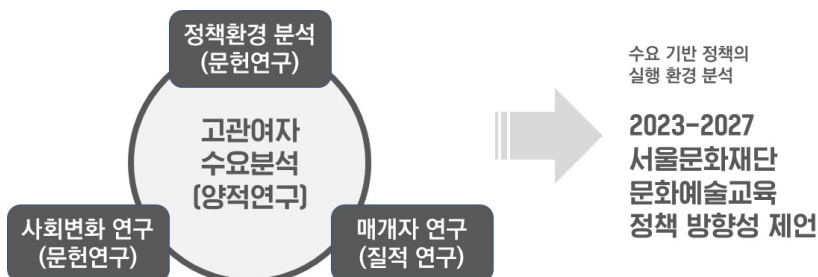 정책환경 분석
(문헌연구)
고관여자
수요분석
(양적연구)
사회변화 연구
(문헌연구)
매개자 연구
(질적 연구)
수요 기반 정책의
실행 환경 분석
2023-2027
서울문화재단
문화예술교육
정책 방향성 제언